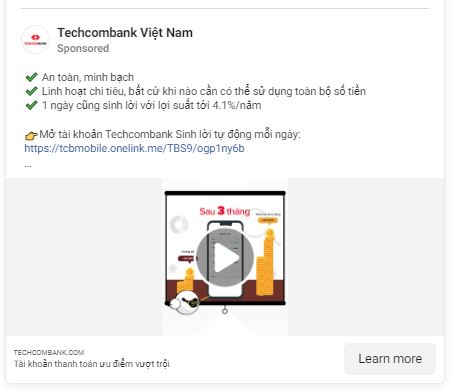 Techcombank Việt Nam
TECHCOMBANK
Sponsored
✔ An toàn, minh bạch
✔ Linh hoạt chi tiêu, bất cứ khi nào cần có thể sử dụng toàn bộ số tiền
✔ 1 ngày cũng sinh lời với lợi suất tới 4.1%/năm
👉Mở tài khoản Techcombank Sinh lời tự động mỗi ngày:
https://tcbmobile.onelink.me/TBS9/ogp1ny6b
...
Sau 3 tháng
TECHCOMBANK.COM
Tài khoản thanh toán ưu điểm vượt trội
Learn more